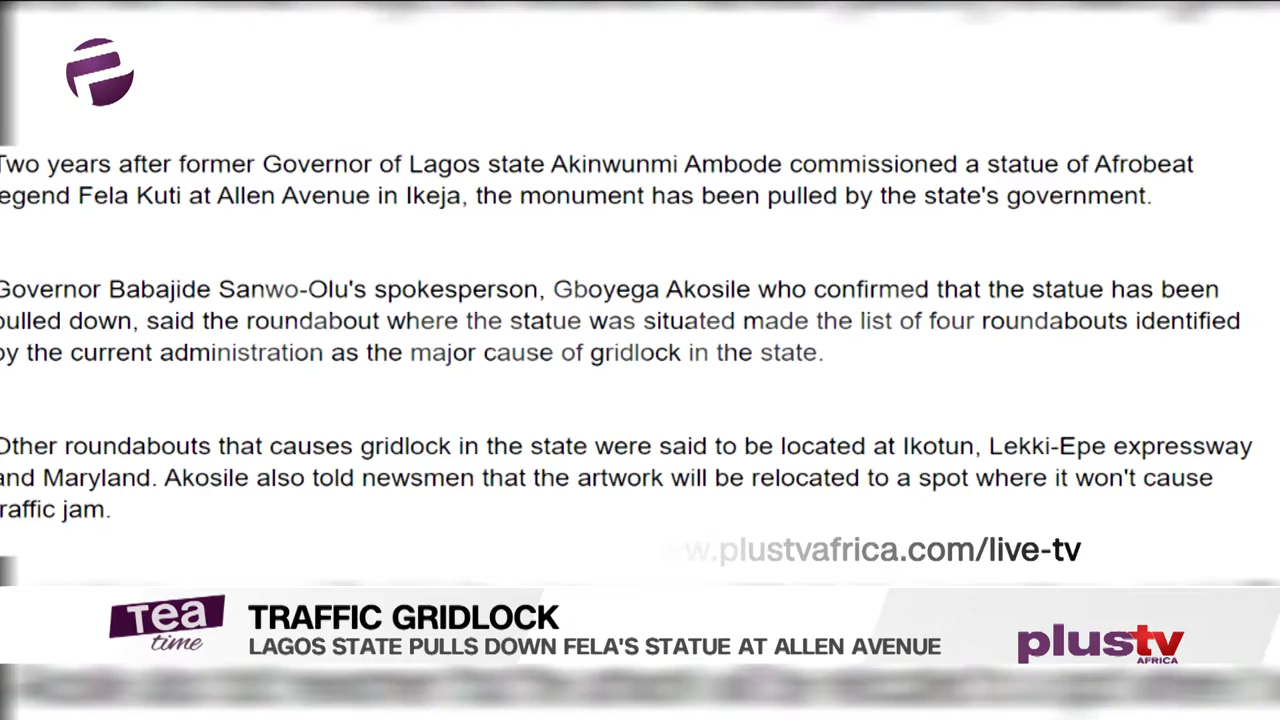 Two years after former Governor of Lagos state Akinwunmi Ambode commissioned a statue of Afrobeat
legend Fela Kuti at Allen Avenue in Ikeja, the monument has been pulled by the state's government.
Governor Babajide Sanwo-Olu's spokesperson, Gboyega Akosile who confirmed that the statue has been
pulled down, said the roundabout where the statue was situated made the list of four roundabouts identified
by the current administration as the major cause of gridlock in the state.
Other roundabouts that causes gridlock in the state were said to be located at Ikotun, Lekki-Epe expressway
and Maryland. Akosile also told newsmen that the artwork will be relocated to a spot where it won't cause
traffic jam.
www.plustvafrica.com/live-tv
Tea time
TRAFFIC GRIDLOCK
LAGOS STATE PULLS DOWN FELA'S STATUE AT ALLEN AVENUE
plustv
AFRICA